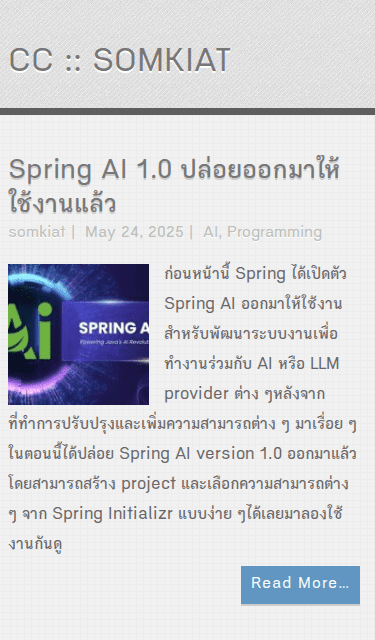 CC :: SOMKIAT
Spring AI 1.0 ปล่อยออกมาให้
ใช้งานแล้ว
somkiat | May 24, 2025 | AI, Programming
Ai
SPRING A
Powering Java's AI Revolut
ก่อนหน้านี้ Spring ได้เปิดตัว
Spring AI ออกมาให้ใช้งาน
สำหรับพัฒนาระบบงานเพื่อ
ทำงานร่วมกับ AI หรือ LLM
provider ต่าง ๆหลังจาก
ที่ทำการปรับปรุงและเพิ่มความสามารถต่าง ๆ มาเรื่อย ๆ
ในตอนนี้ได้ปล่อย Spring AI version 1.0 ออกมาแล้ว
โดยสามารถสร้าง project และเลือกความสามารถต่าง
ๆ จาก Spring Initializr แบบง่าย ๆได้เลยมาลองใช้
งานกันดู
Read More…